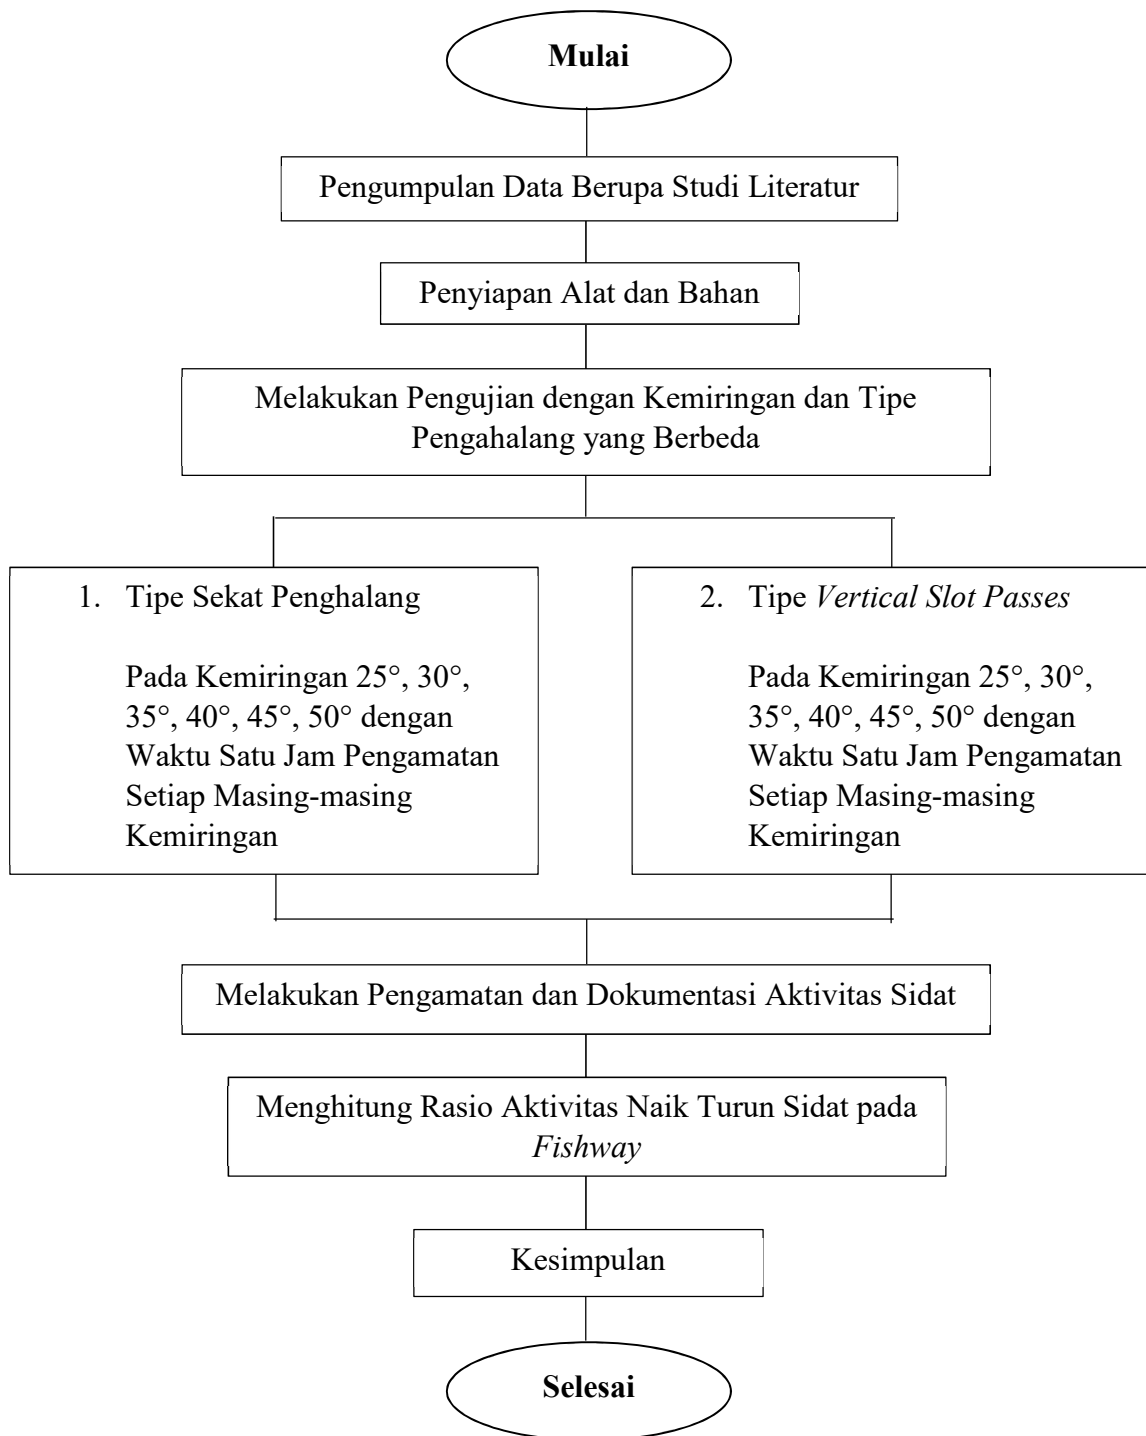 Mulai
Pengumpulan Data Berupa Studi Literatur
Penyiapan Alat dan Bahan
Melakukan Pengujian dengan Kemiringan dan Tipe
Pengahalang yang Berbeda
1. Tipe Sekat Penghalang
Pada Kemiringan 25°, 30°,
35°, 40°, 45°, 50° dengan
Waktu Satu Jam Pengamatan
Setiap Masing-masing
Kemiringan
2. Tipe Vertical Slot Passes
Pada Kemiringan 25°, 30°,
35°, 40°, 45°, 50° dengan
Waktu Satu Jam Pengamatan
Setiap Masing-masing
Kemiringan
Melakukan Pengamatan dan Dokumentasi Aktivitas Sidat
Menghitung Rasio Aktivitas Naik Turun Sidat pada
Fishway
Kesimpulan
Selesai